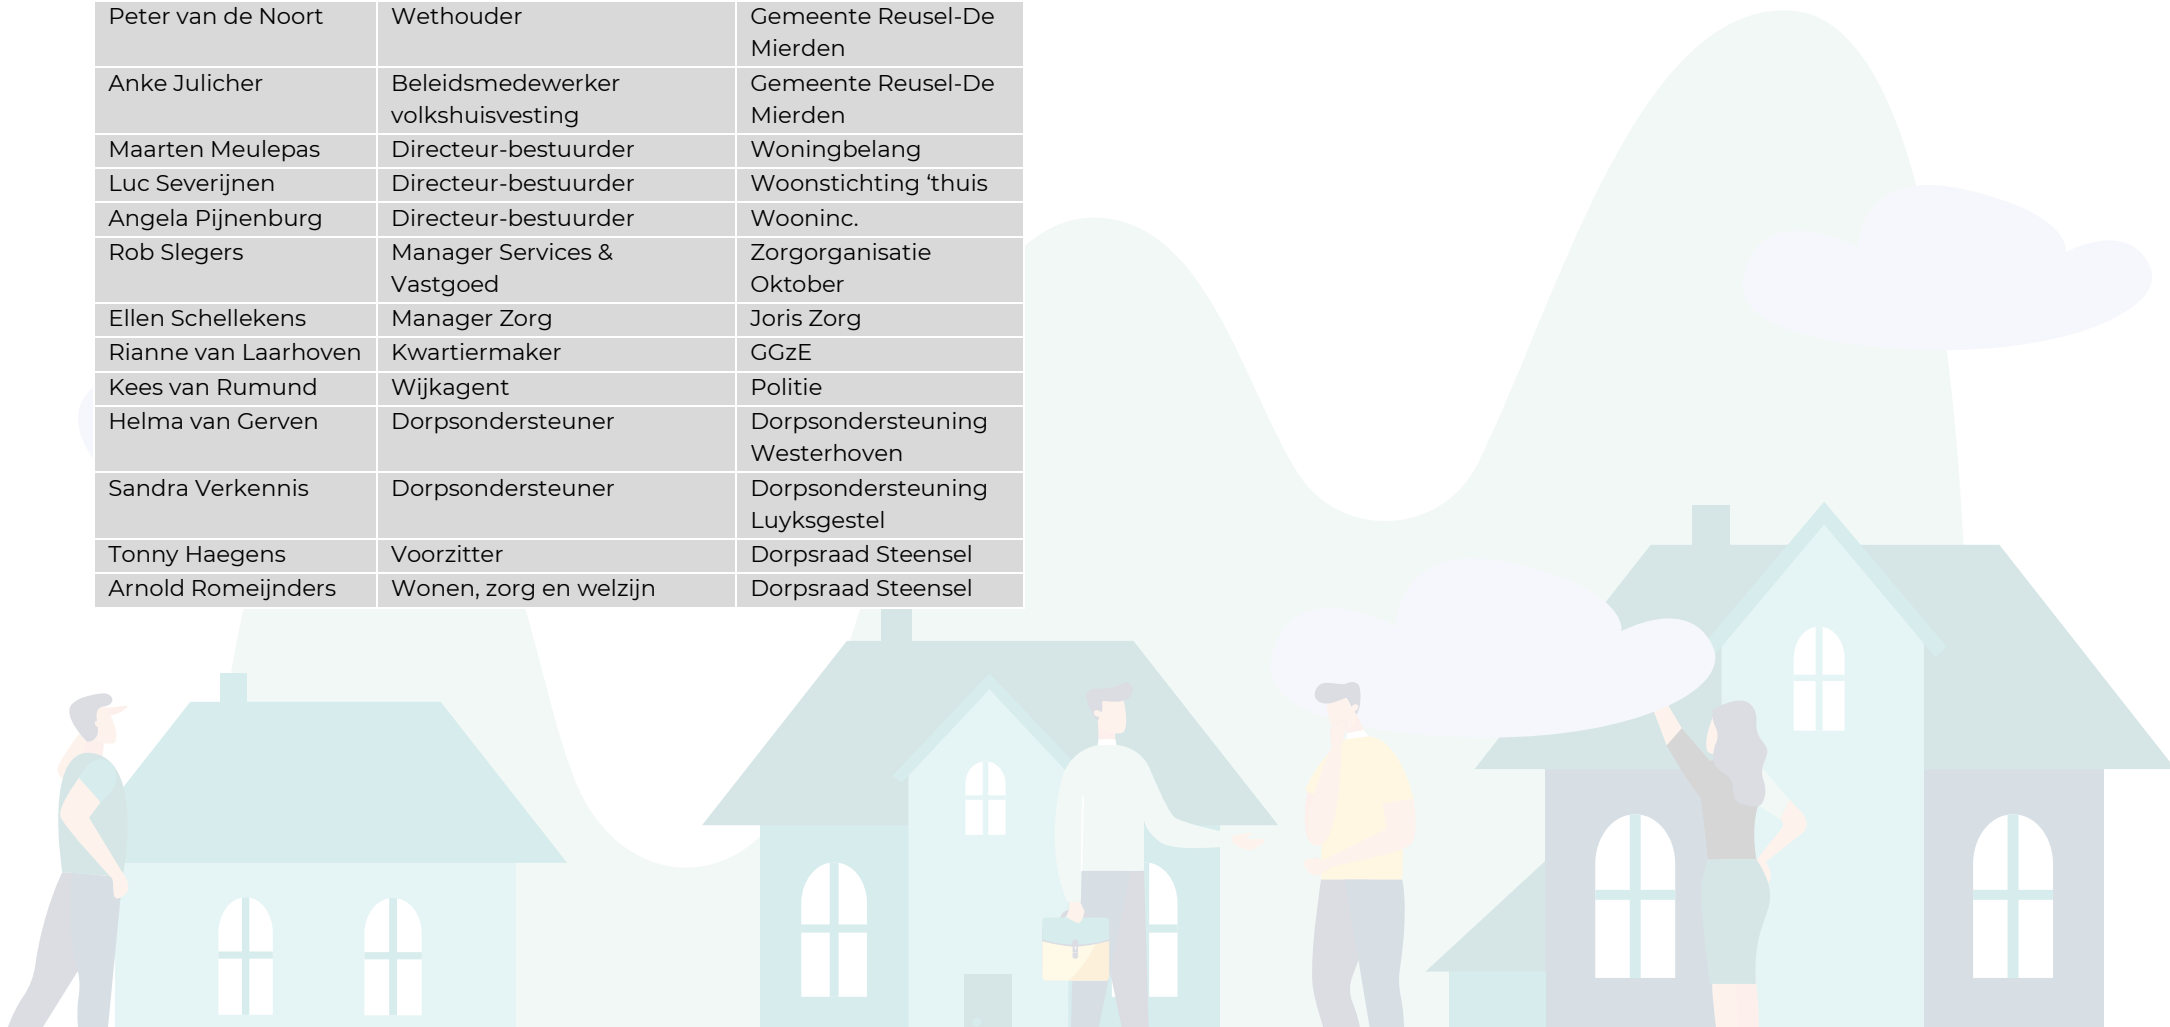 Peter van de Noort Wethouder Gemeente Reusel-De
Mierden
Anke Julicher Beleidsmedewerker Gemeente Reusel-De
volkshuisvesting Mierden
Maarten Meulepas Directeur-bestuurder Woningbelang
Luc Severijnen Directeur-bestuurder Woonstichting ‘thuis
Angela Pijnenburg Directeur-bestuurder Wooninc.
Rob Slegers Manager Services & Zorgorganisatie
Vastgoed Oktober
Ellen Schellekens Manager Zorg Joris Zorg
Rianne van Laarhoven Kwartiermaker GGzE
Kees van Rumund Wijkagent Politie
Helma van Gerven Dorpsondersteuner Dorpsondersteuning
Westerhoven
Sandra Verkennis Dorpsondersteuner Dorpsondersteuning
Luyksgestel
Tonny Haegens Voorzitter Dorpsraad Steensel
Arnold Romeijnders Wonen, zorg en welzijn Dorpsraad Steensel